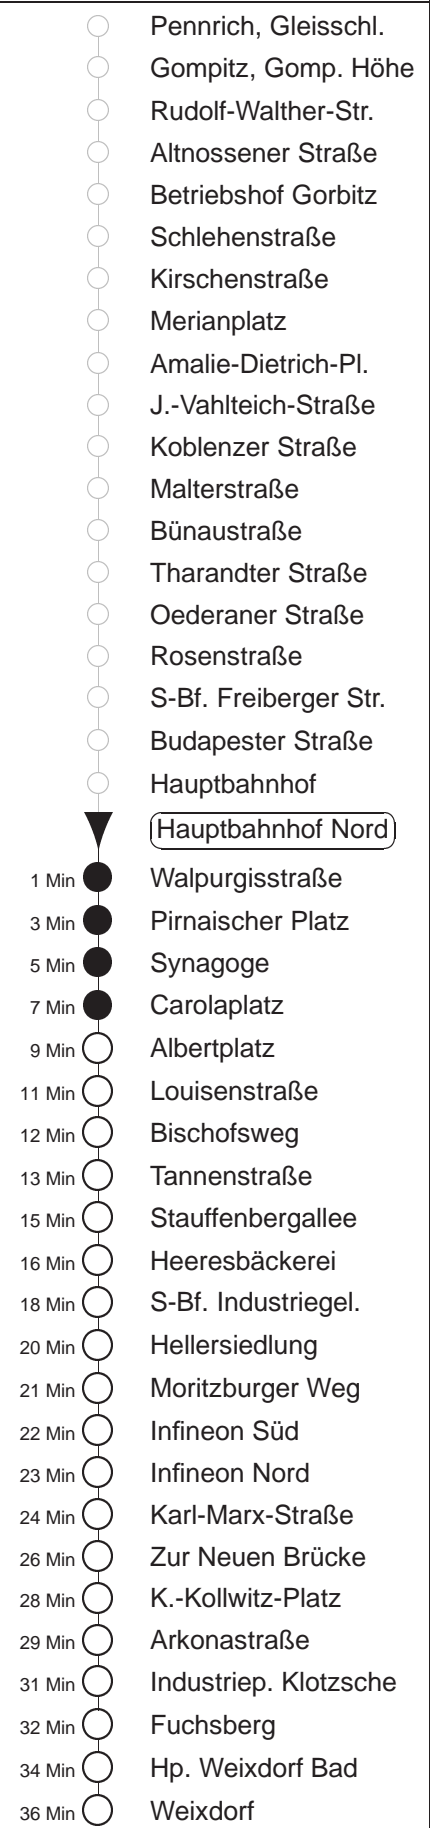 Pennrich, Gleisschl.
Gompitz, Gomp. Höhe
Rudolf-Walther-Str.
Altnossener Straße
Betriebshof Gorbitz
Schlehenstraße
Kirschenstraße
Merianplatz
Amalie-Dietrich-Pl.
J.-Vahlteich-Straße
Koblenzer Straße
Malterstraße
Bünaustraße
Tharandter Straße
Oederaner Straße
Rosenstraße
S-Bf. Freiberger Str.
Budapester Straße
Hauptbahnhof
Hauptbahnhof Nord
1 Min Walpurgisstraße
3 Min Pirnaischer Platz
5 Min Synagoge
7 Min Carolaplatz
9 Min Albertplatz
11 Min Louisenstraße
12 Min Bischofsweg
13 Min Tannenstraße
15 Min Stauffenbergallee
16 Min Heeresbäckerei
18 Min S-Bf. Industriegel.
20 Min Hellersiedlung
21 Min Moritzburger Weg
22 Min Infineon Süd
23 Min Infineon Nord
24 Min Karl-Marx-Straße
26 Min Zur Neuen Brücke
28 Min K.-Kollwitz-Platz
29 Min Arkonastraße
31 Min Industriep. Klotzsche
32 Min Fuchsberg
34 Min Hp. Weixdorf Bad
36 Min Weixdorf